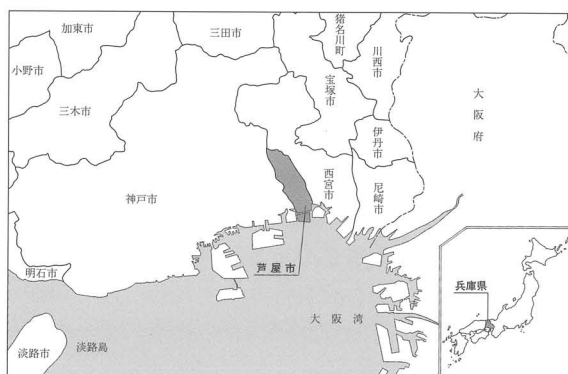 加東市
三田市
猪名川町
川西市
小野市
宝塚市
三木市
大阪府
伊丹市
西宮市
尼崎市
神戸市
芦屋市
明石市
兵庫県
大阪湾
淡路市
淡路島